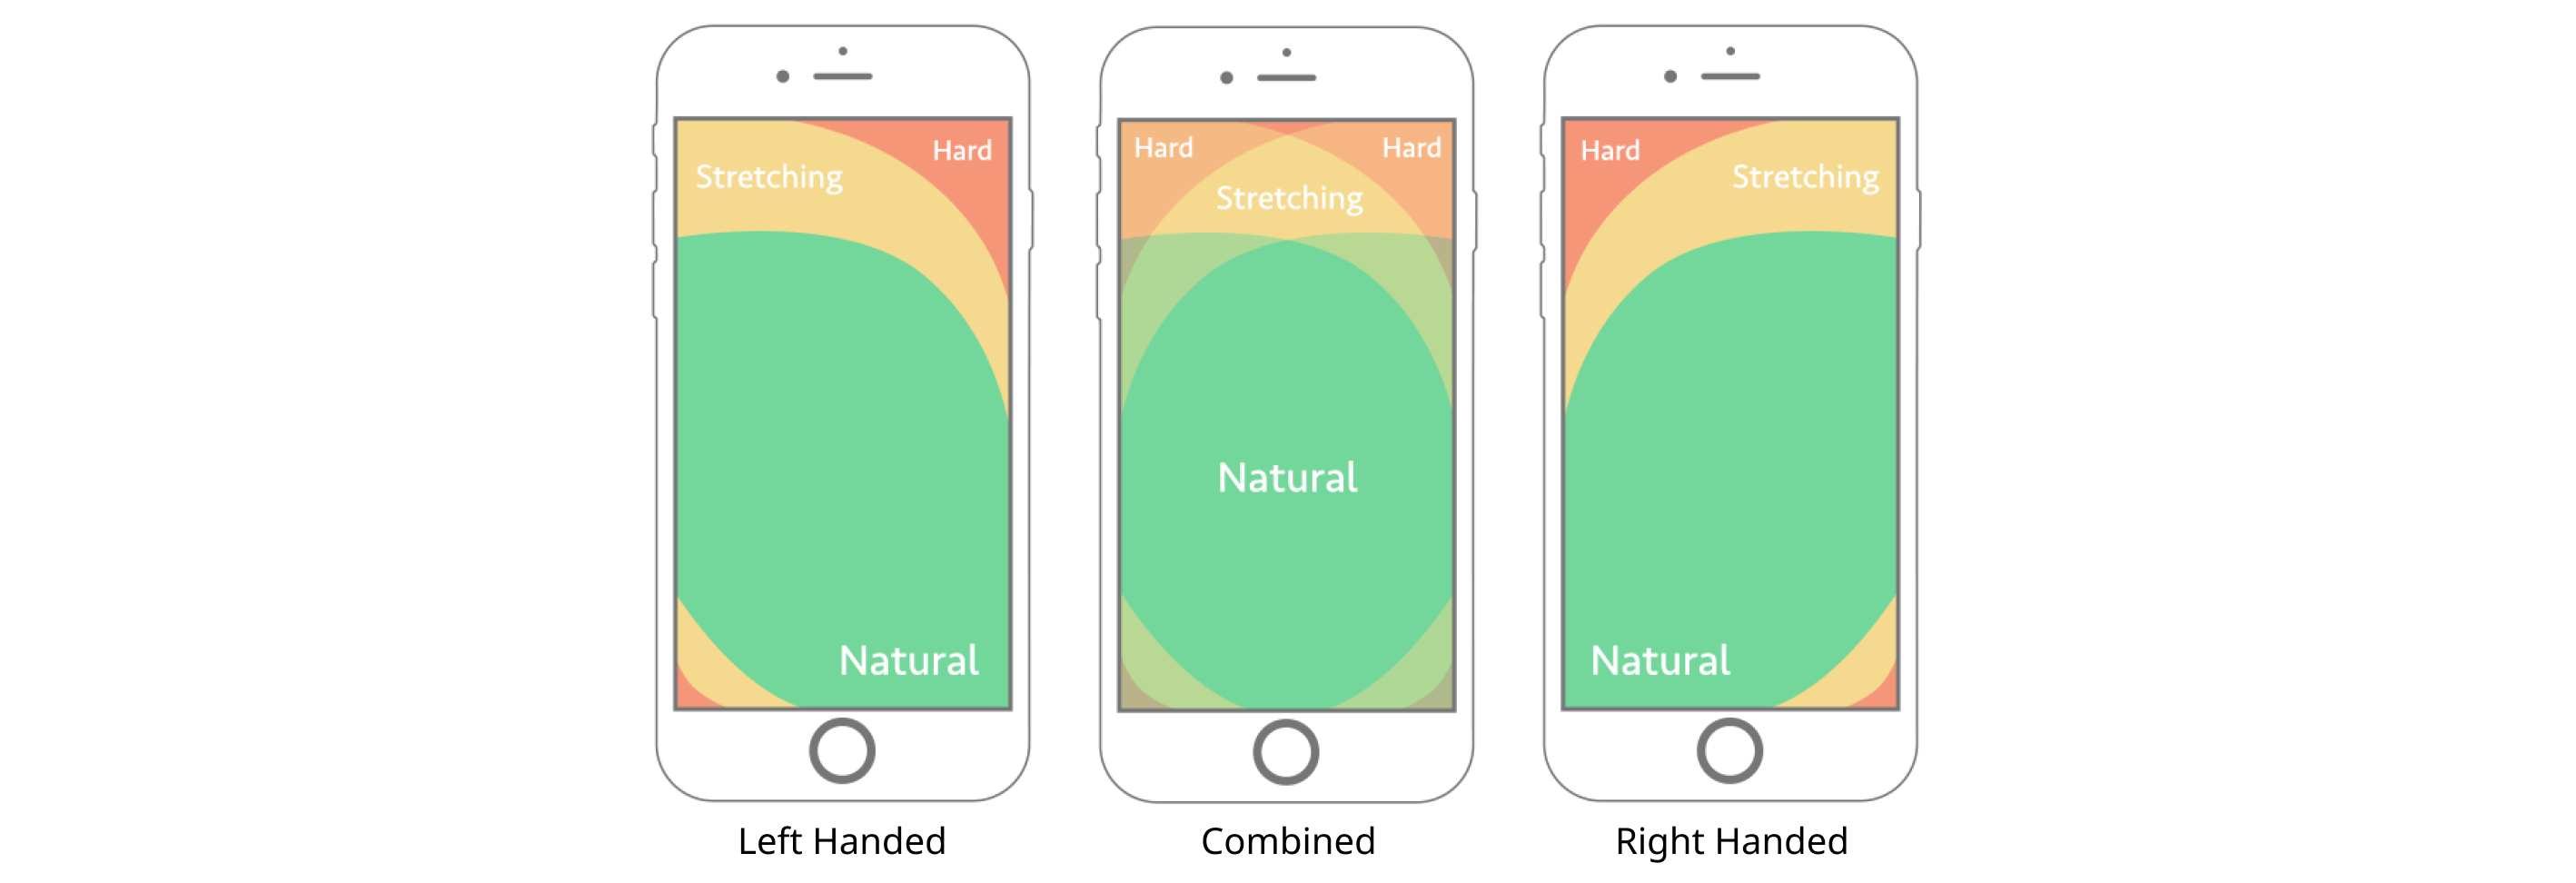 Hard
Stretching
Natural
Left Handed
Hard
Hard
Stretching
Natural
Combined
Hard
Stretching
Natural
Right Handed